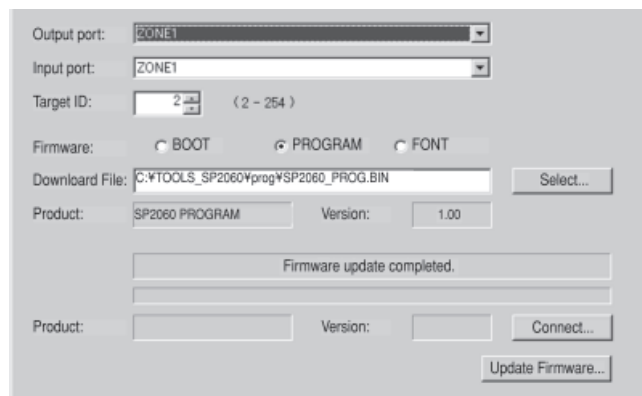 Output port: ZONE1
Input port: ZONE1
Target ID: 2 ( 2 - 254 )
Firmware: BOOT PROGRAM FONT
Downloard File: C:¥TOOLS_SP2060¥prog¥SP2060_PROG.BIN Select...
Product: SP2060 PROGRAM Version: 1.00
Firmware update completed.
Product: Version: Connect...
Update Firmware...